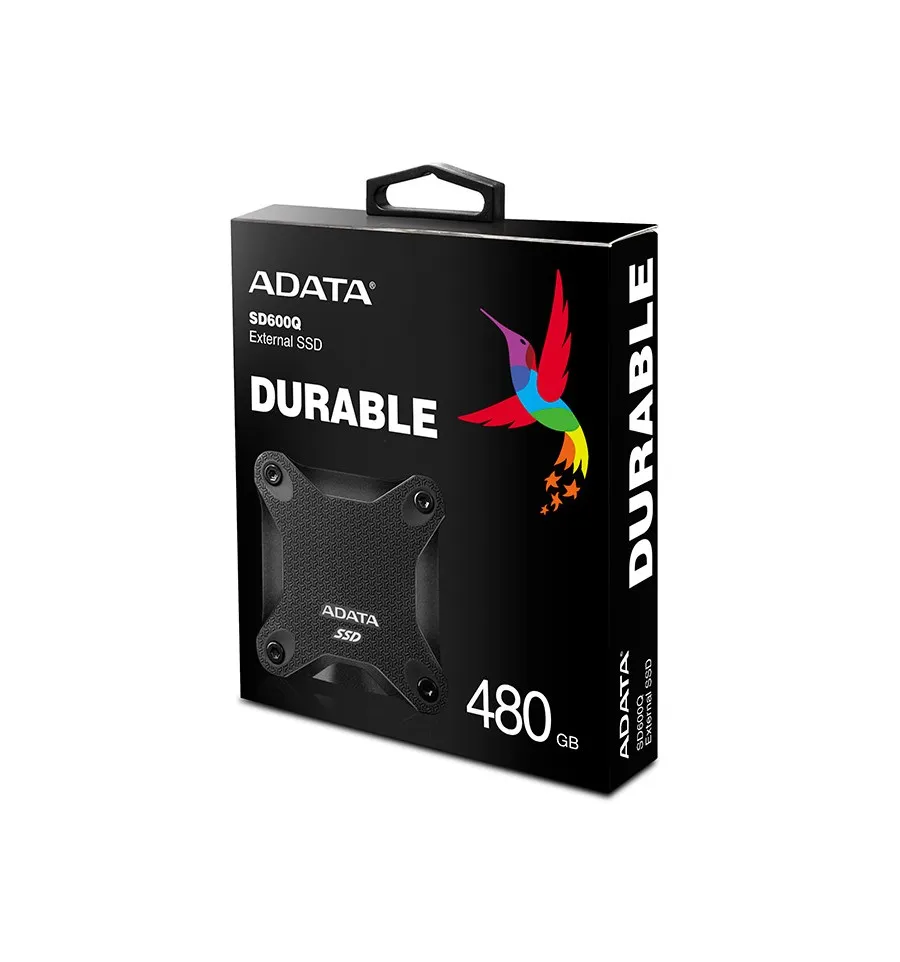 ADATA®
SD600Q
External SSD
DURABLE
ADATA
SSD
480 GB
DURABLE
ADATA
SD600Q
External SSD